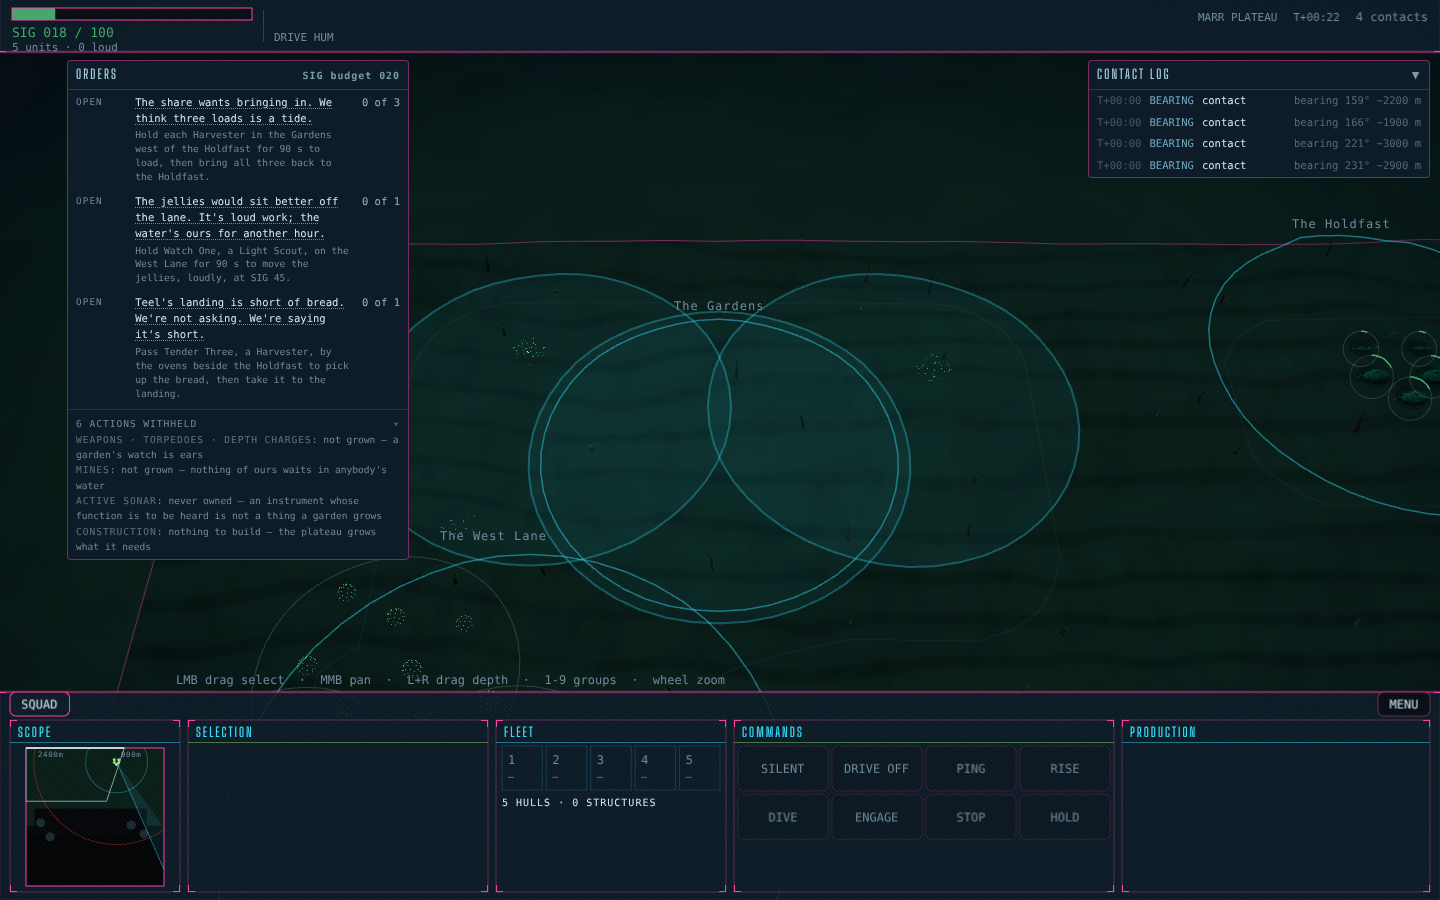 SIG 018 / 100
5 units · 0 loud
DRIVE HUM
MARR PLATEAU T+00:22 4 contacts
ORDERS SIG budget 020
OPEN The share wants bringing in. We 0 of 3
think three loads is a tide.
Hold each Harvester in the Gardens
west of the Holdfast for 90 s to
load, then bring all three back to
the Holdfast.
OPEN The jellies would sit better off 0 of 1
the lane. It's loud work; the
water's ours for another hour.
Hold Watch One, a Light Scout, on the
West Lane for 90 s to move the
jellies, loudly, at SIG 45.
OPEN Teel's landing is short of bread. 0 of 1
We're not asking. We're saying
it's short.
Pass Tender Three, a Harvester, by
the ovens beside the Holdfast to pick
up the bread, then take it to the
landing.
6 ACTIONS WITHHELD ▾
WEAPONS · TORPEDOES · DEPTH CHARGES: not grown — a
garden's watch is ears
MINES: not grown — nothing of ours waits in anybody's
water
ACTIVE SONAR: never owned — an instrument whose
function is to be heard is not a thing a garden grows
CONSTRUCTION: nothing to build — the plateau grows
what it needs
CONTACT LOG ▼
T+00:00 BEARING contact bearing 159° ~2200 m
T+00:00 BEARING contact bearing 166° ~1900 m
T+00:00 BEARING contact bearing 221° ~3000 m
T+00:00 BEARING contact bearing 231° ~2900 m
The Holdfast
The Gardens
The West Lane
LMB drag select · MMB pan · L+R drag depth · 1-9 groups · wheel zoom
SQUAD
MENU
SCOPE
2400m 900m
SELECTION
FLEET
1 2 3 4 5
— — — — —
5 HULLS · 0 STRUCTURES
COMMANDS
SILENT DRIVE OFF PING RISE
DIVE ENGAGE STOP HOLD
PRODUCTION